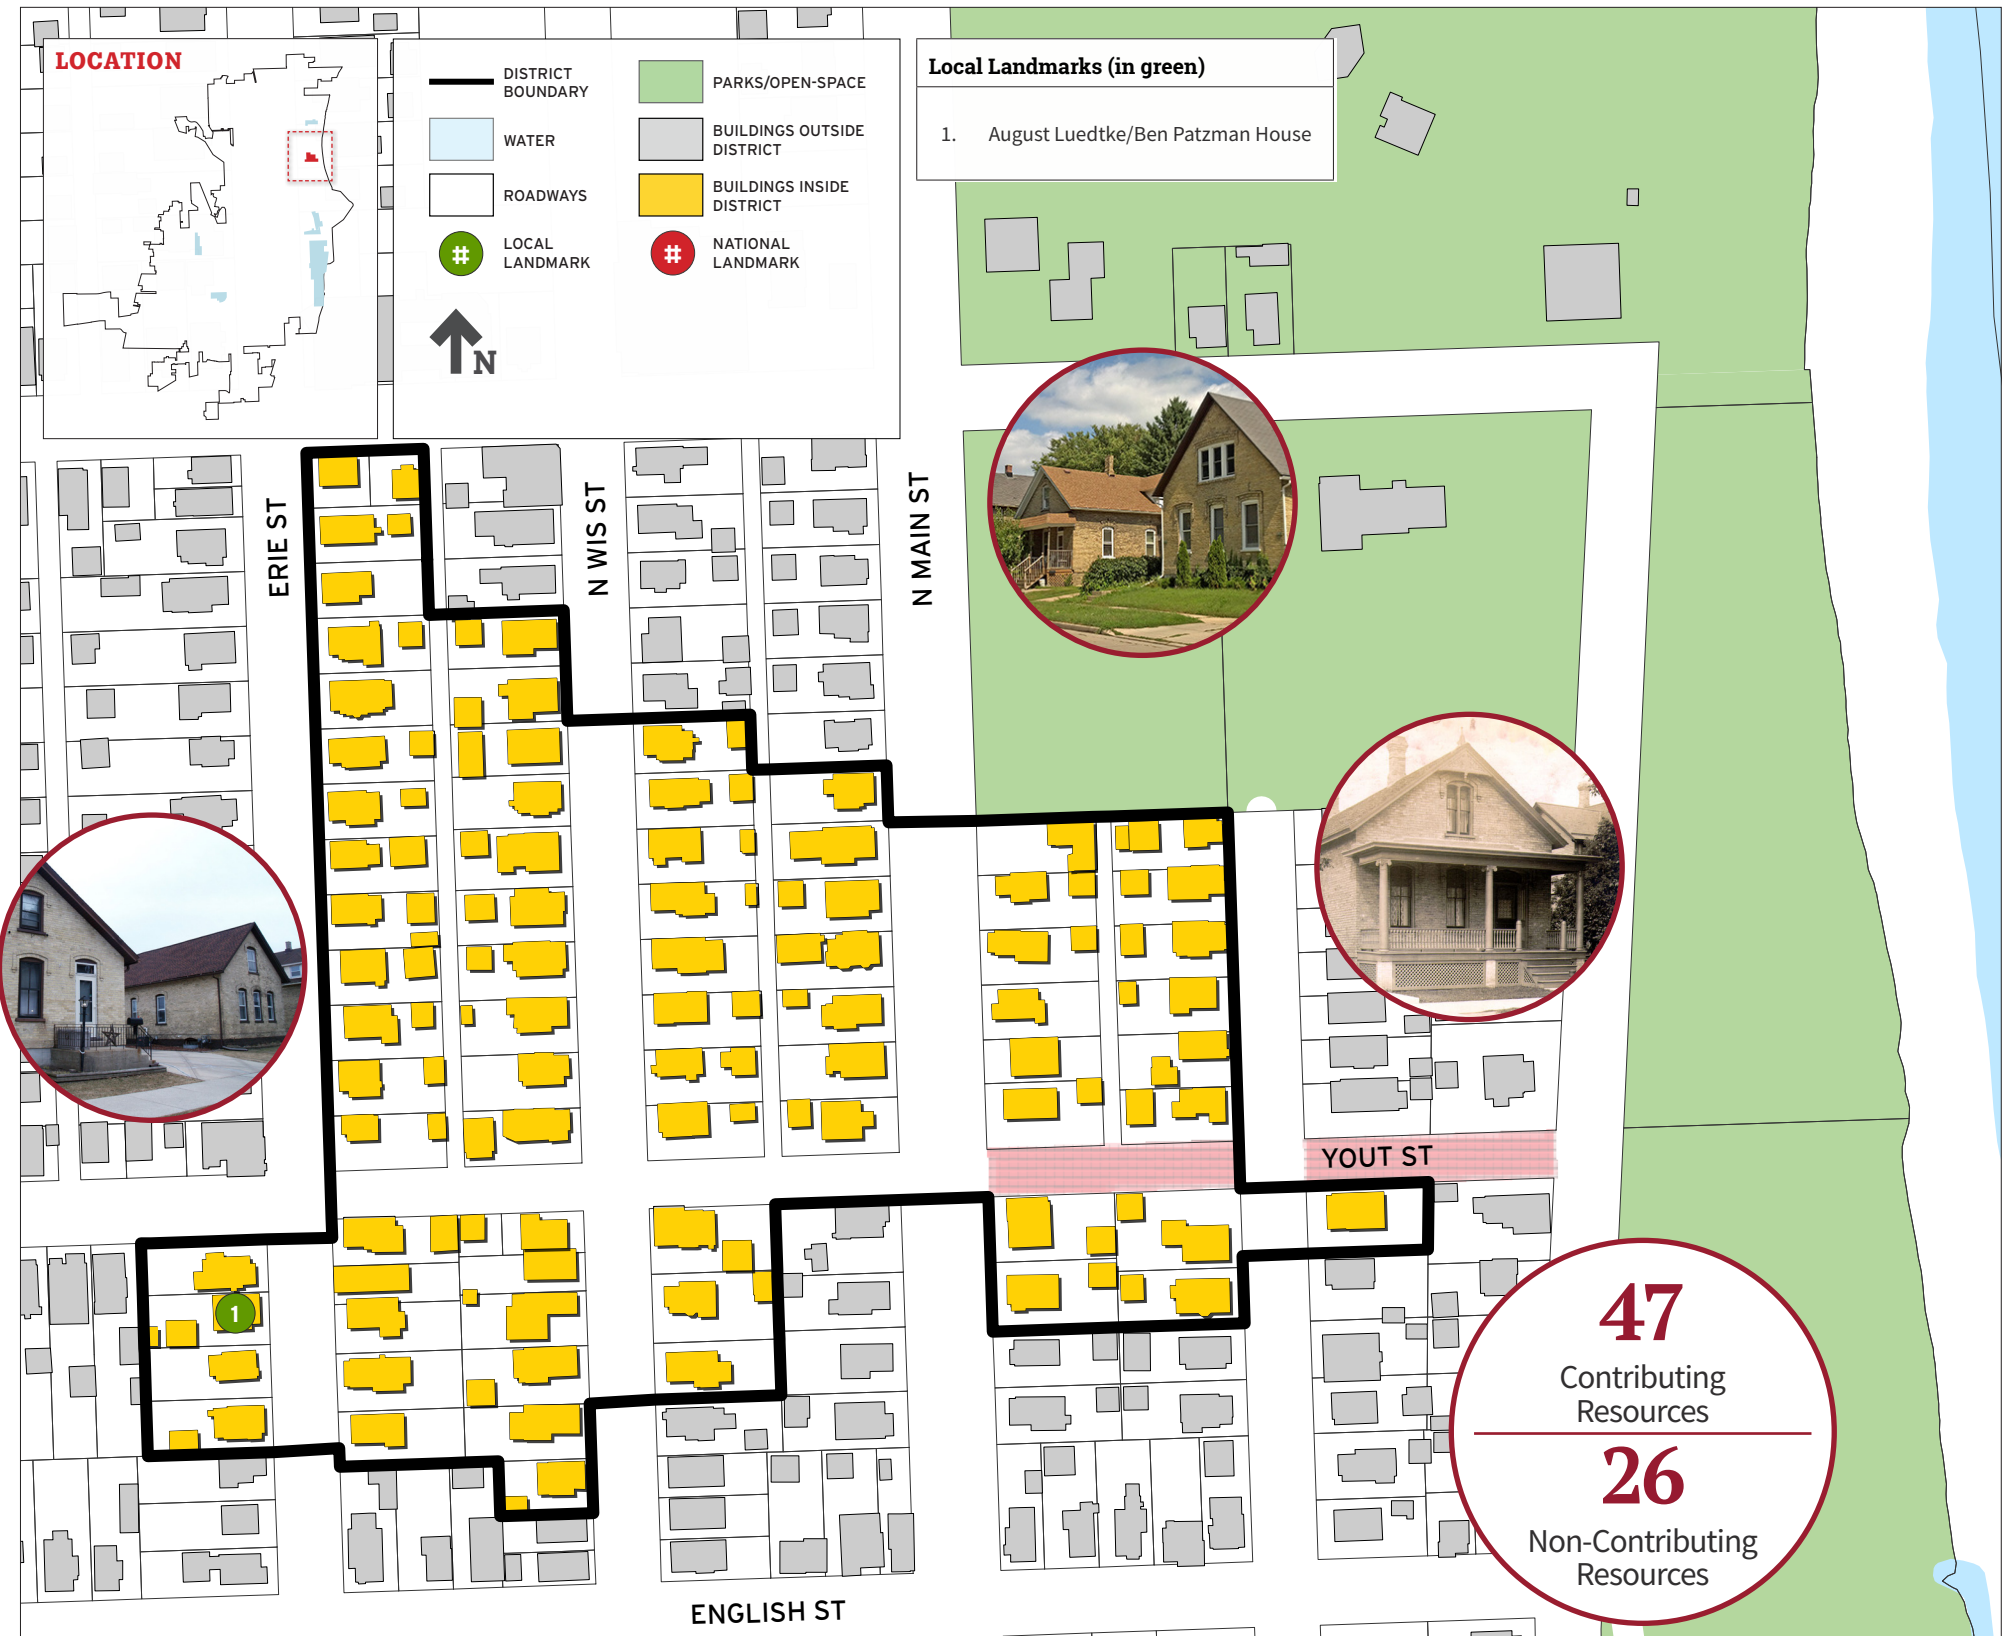 LOCATION
DISTRICT
BOUNDARY
WATER
ROADWAYS
#
LOCAL
LANDMARK
PARKS/OPEN-SPACE
BUILDINGS OUTSIDE
DISTRICT
BUILDINGS INSIDE
DISTRICT
#
NATIONAL
LANDMARK
N
Local Landmarks (in green)
1. August Luedtke/Ben Patzman House
ERIE ST
N WIS ST
N MAIN ST
YOUT ST
1
47
Contributing
Resources
26
Non-Contributing
Resources
ENGLISH ST